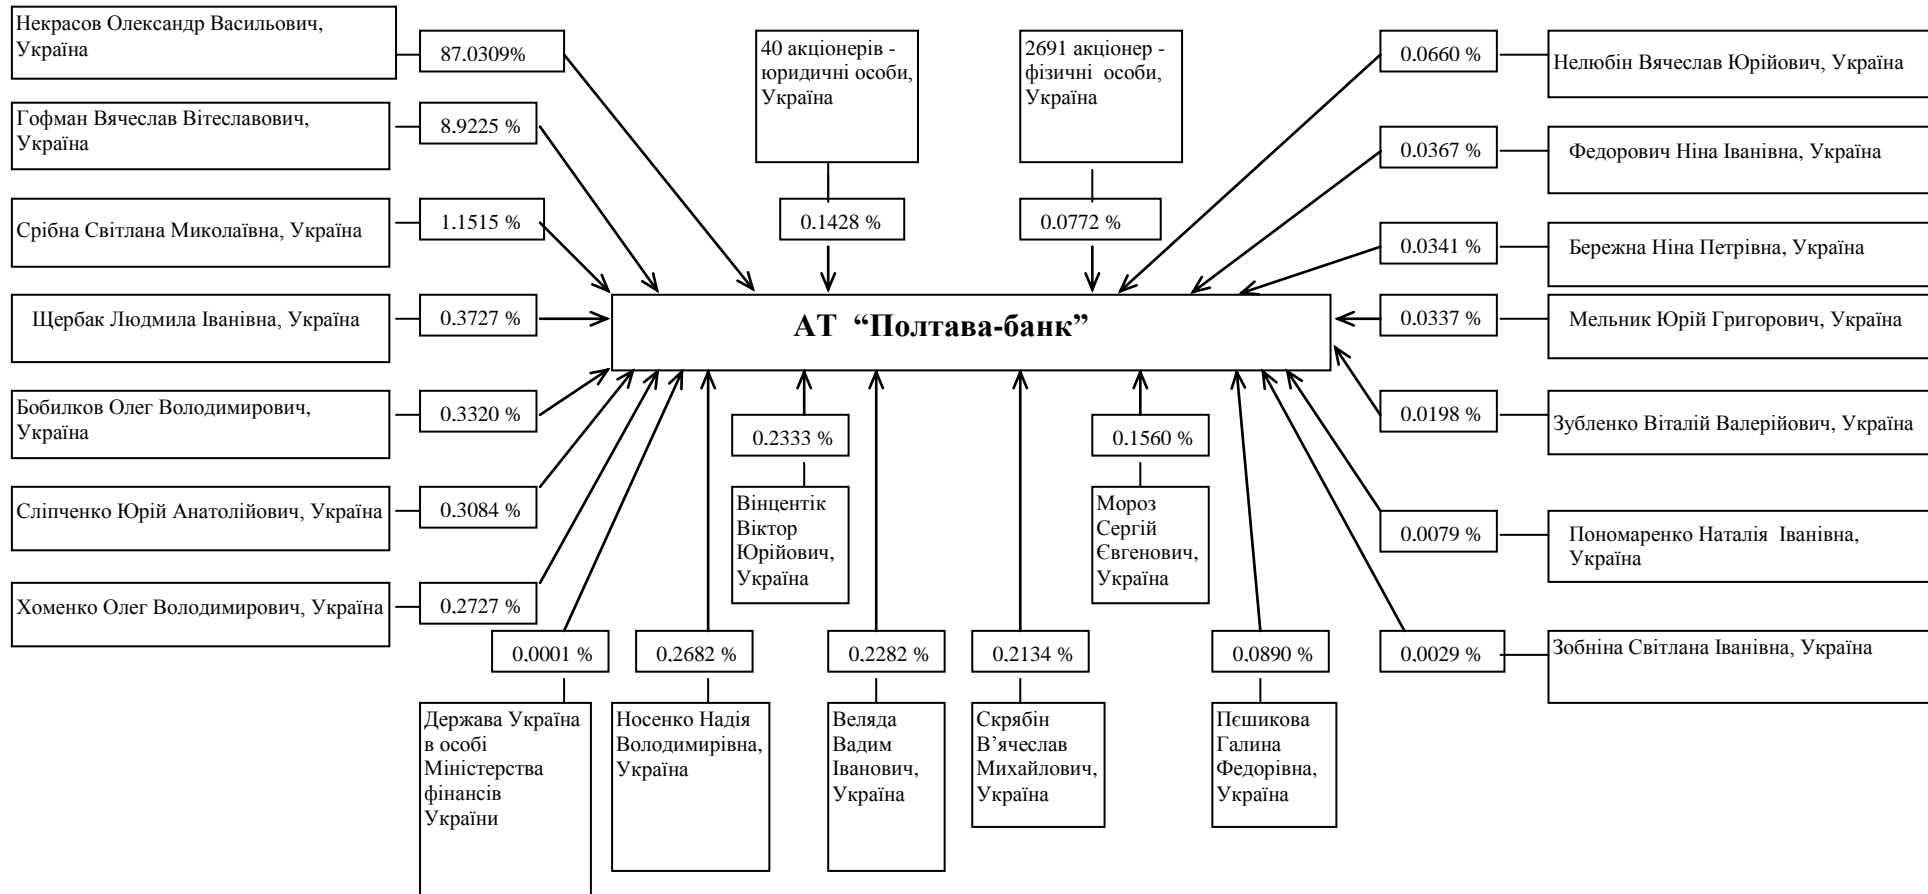 Некрасов Олександр Васильович,
Україна
87.0309%
40 акціонерів -
юридичні особи,
Україна
2691 акціонер -
фізичні особи,
Україна
0.0660 %
Нелюбін Вячеслав Юрійович, Україна
Гофман Вячеслав Вітеславович,
Україна
8.9225 %
0.0367 %
Федорович Ніна Іванівна, Україна
Срібна Світлана Миколаївна, Україна
1.1515 %
0.1428 %
0.0772 %
0.0341 %
Бережна Ніна Петрівна, Україна
Щербак Людмила Іванівна, Україна
0.3727 %
АТ “Полтава-банк”
0.0337 %
Мельник Юрій Григорович, Україна
Бобилков Олег Володимирович,
Україна
0.3320 %
0.2333 %
0.1560 %
0.0198 %
Зубленко Віталій Валерійович, Україна
Сліпченко Юрій Анатолійович, Україна
0.3084 %
Вінцентік
Віктор
Юрійович,
Україна
Мороз
Сергій
Євгенович,
Україна
0.0079 %
Пономаренко Наталія Іванівна,
Україна
Хоменко Олег Володимирович, Україна
0.2727 %
0.0001 %
0.2682 %
0.2282 %
0.2134 %
0.0890 %
0.0029 %
Зобніна Світлана Іванівна, Україна
Держава Україна
в особі
Міністерства
фінансів
України
Носенко Надія
Володимирівна,
Україна
Веляда
Вадим
Іванович,
Україна
Скрябін
В’ячеслав
Михайлович,
Україна
Пєшикова
Галина
Федорівна,
Україна